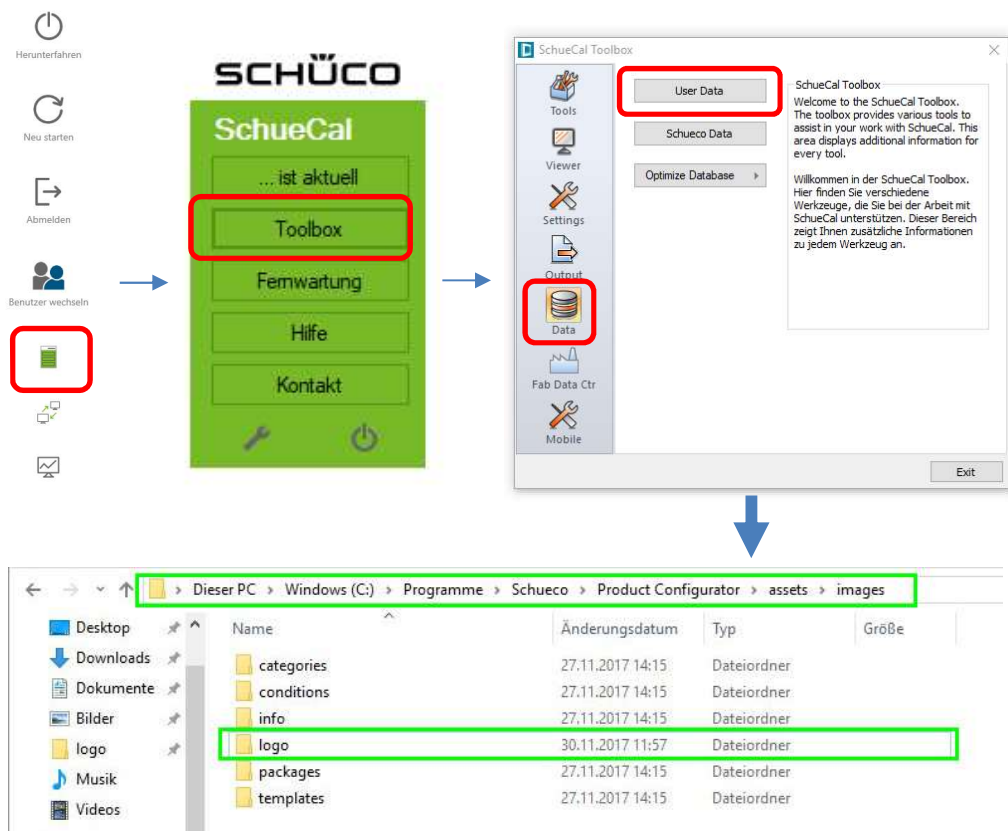 Herunterfahren
Neu starten
Abmelden
Benutzer wechseln
SCHÜCO
SchueCal
... ist aktuell
Toolbox
Fernwartung
Hilfe
Kontakt
SchueCal Toolbox
Tools
Viewer
Settings
Output
Data
Fab Data Ctr
Mobile
User Data
Schueco Data
Optimize Database
SchueCal Toolbox
Welcome to the SchueCal Toolbox.
The toolbox provides various tools to
assist in your work with SchueCal. This
area displays additional information for
every tool.
Willkommen in der SchueCal Toolbox.
Hier finden Sie verschiedene
Werkzeuge, die Sie bei der Arbeit mit
SchueCal unterstützen. Dieser Bereich
zeigt Ihnen zusätzliche Informationen
zu jedem Werkzeug an.
Exit
Dieser PC > Windows (C:) > Programme > Schueco > Product Configurator > assets > images
Desktop
Downloads
Dokumente
Bilder
logo
Musik
Videos
Name Änderungsdatum Typ Größe
categories 27.11.2017 14:15 Dateiordner
conditions 27.11.2017 14:15 Dateiordner
info 27.11.2017 14:15 Dateiordner
logo 30.11.2017 11:57 Dateiordner
packages 27.11.2017 14:15 Dateiordner
templates 27.11.2017 14:15 Dateiordner